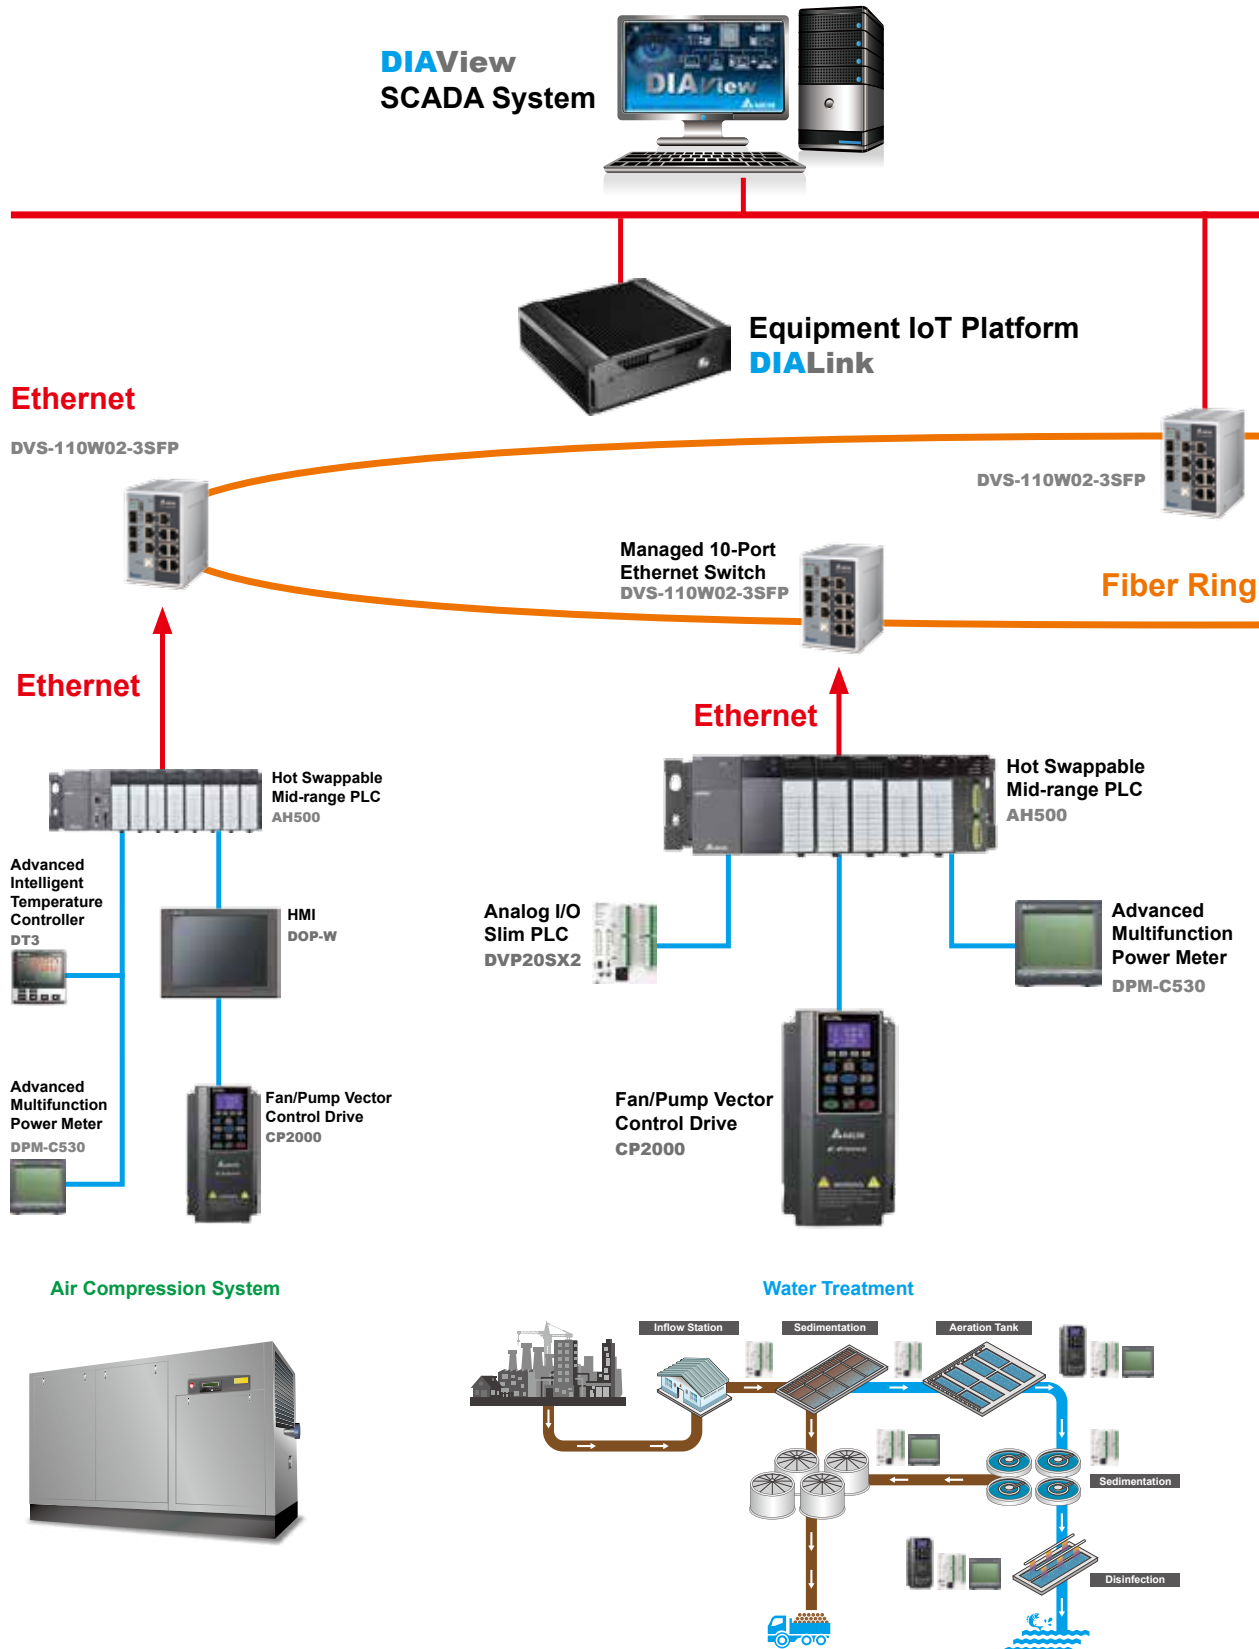 DIAView
SCADA System
DIAView
Equipment IoT Platform
DIALink
Ethernet
DVS-110W02-3SFP
DVS-110W02-3SFP
Managed 10-Port
Ethernet Switch
DVS-110W02-3SFP
Fiber Ring
Ethernet
Ethernet
Hot Swappable
Mid-range PLC
AH500
Hot Swappable
Mid-range PLC
AH500
Advanced
Intelligent
Temperature
Controller
DT3
HMI
DOP-W
Analog I/O
Slim PLC
DVP20SX2
Advanced
Multifunction
Power Meter
DPM-C530
Advanced
Multifunction
Power Meter
DPM-C530
Fan/Pump Vector
Control Drive
CP2000
Fan/Pump Vector
Control Drive
CP2000
Air Compression System
Water Treatment
Inflow Station
Sedimentation
Aeration Tank
Sedimentation
Disinfection